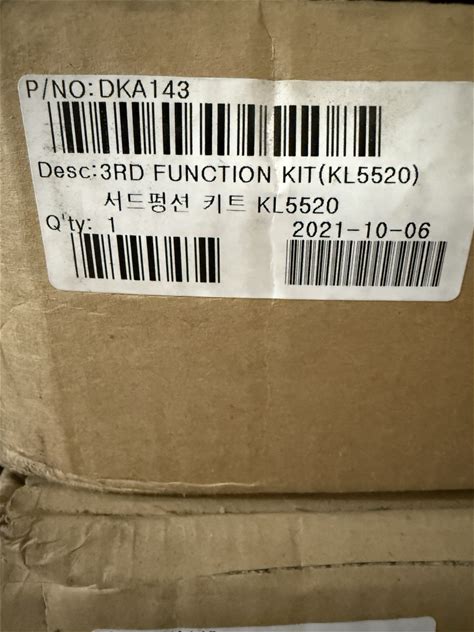 P/NO:DKA143
Desc:3RD FUNCTION KIT(KL5520)
서드펑션 키트 KL5520
Q'ty: 1
2021-10-06